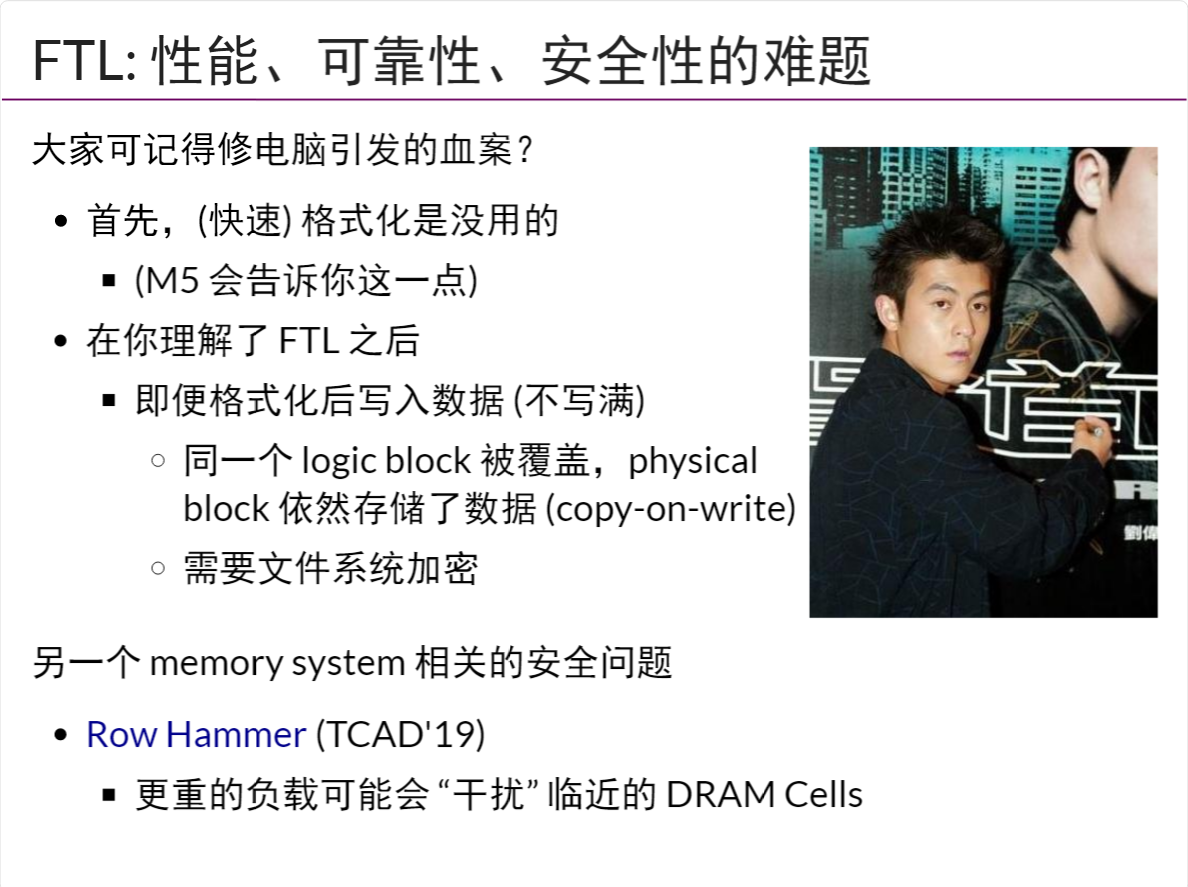 FTL: 性能、可靠性、安全性的难题
大家可记得修电脑引发的血案?
首先，(快速) 格式化是没用的
(M5 会告诉你这一点)
在你理解了 FTL 之后
即便格式化后写入数据 (不写满)
同一个 logic block 被覆盖，physical
block 依然存储了数据 (copy-on-write)
需要文件系统加密
另一个 memory system 相关的安全问题
Row Hammer (TCAD'19)
更重的负载可能会 “干扰” 临近的 DRAM Cells